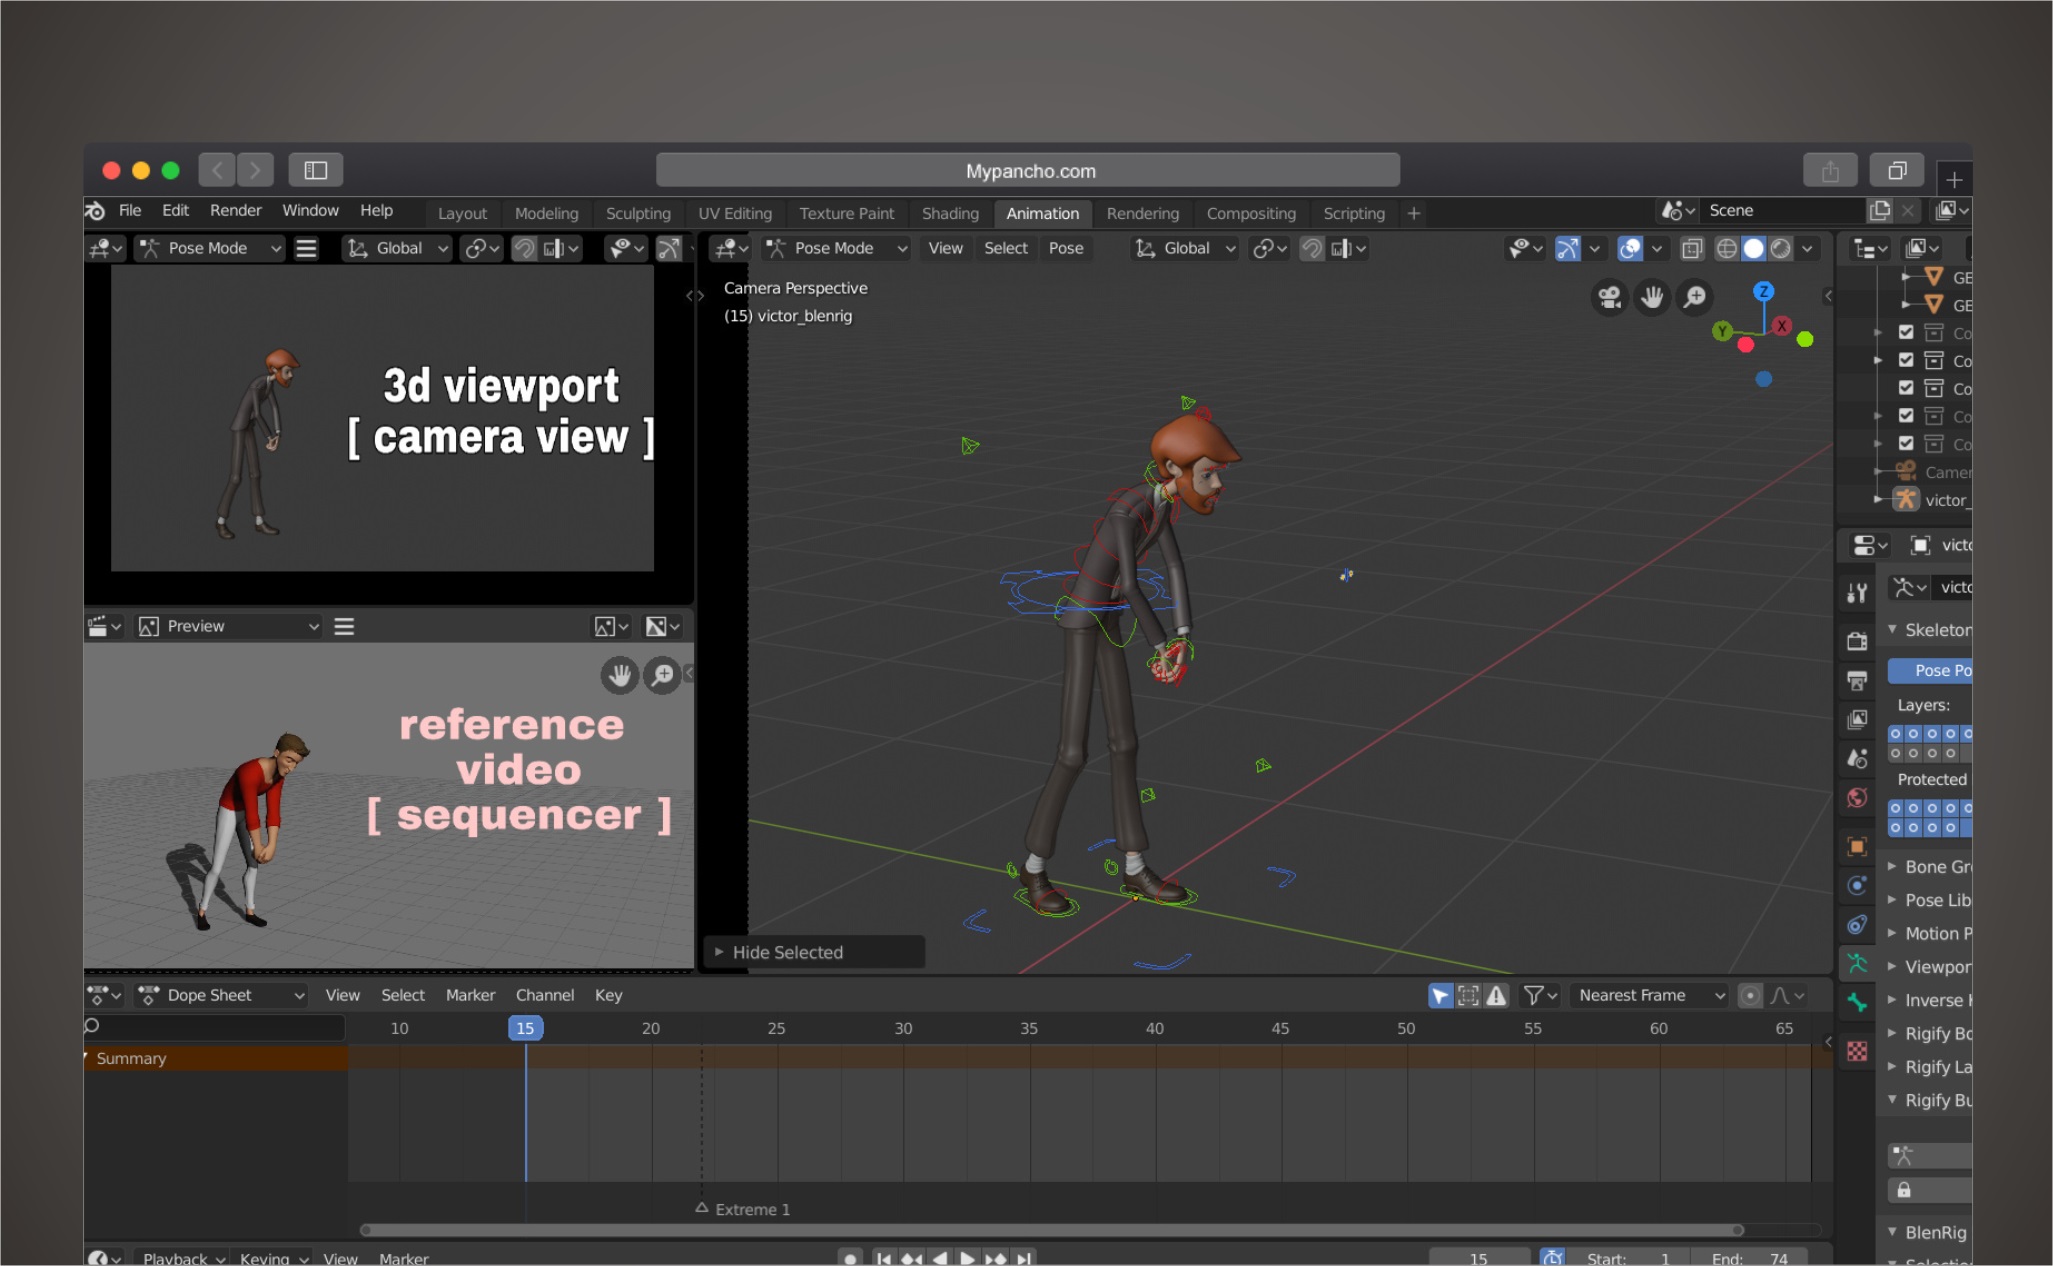 Mypancho.com
File Edit Render Window Help Layout Modeling Sculpting UV Editing Texture Paint Shading Animation Rendering Compositing Scripting + Scene
Pose Mode Global Pose Mode View Select Pose Global
Camera Perspective
(15) victor_blenrig
Z
Y X
3d viewport
[ camera view ]
GE
GE
Co
Co
Co
Co
Co
Camer
victor_
Preview
reference
video
[ sequencer ]
victo
victo
Skeleton
Pose Po
Layers:
Protected
Bone Gr
Pose Lib
Motion P
Viewpor
Inverse K
Rigify Bo
Rigify La
Rigify Bu
BlenRig
Selection
Hide Selected
Dope Sheet View Select Marker Channel Key Nearest Frame
10 15 20 25 30 35 40 45 50 55 60 65
Summary
Extreme 1
Playback Keying View Marker 15 Start: 1 End: 74